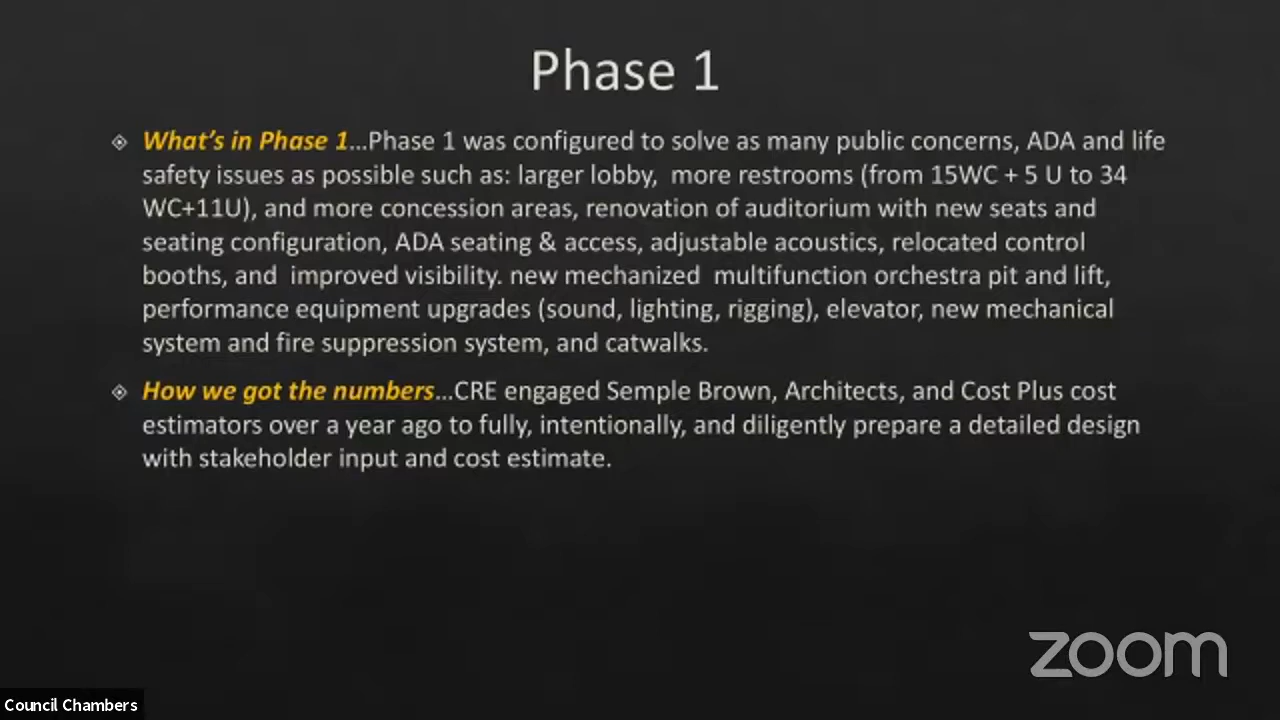 Phase 1
What's in Phase 1...Phase 1 was configured to solve as many public concerns, ADA and life
safety issues as possible such as: larger lobby, more restrooms (from 15WC + 5 U to 34
WC+11U), and more concession areas, renovation of auditorium with new seats and
seating configuration, ADA seating & access, adjustable acoustics, relocated control
booths, and improved visibility. new mechanized multifunction orchestra pit and lift,
performance equipment upgrades (sound, lighting, rigging), elevator, new mechanical
system and fire suppression system, and catwalks.
How we got the numbers...CRE engaged Semple Brown, Architects, and Cost Plus cost
estimators over a year ago to fully, intentionally, and diligently prepare a detailed design
with stakeholder input and cost estimate.
zoom
Council Chambers